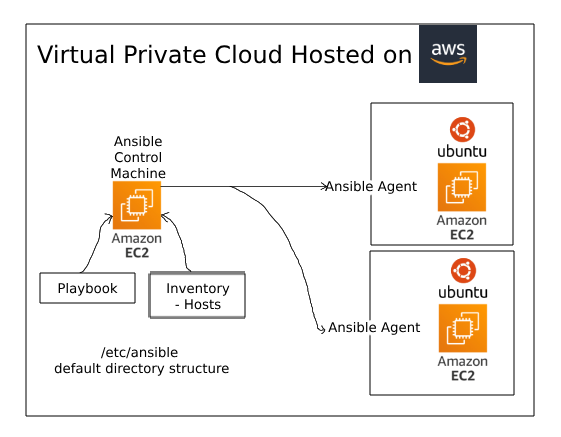 Virtual Private Cloud Hosted on
aws
Ansible
Control
Machine
Amazon
EC2
Playbook
Inventory
- Hosts
/etc/ansible
default directory structure
Ansible Agent
ubuntu
Amazon
EC2
Ansible Agent
ubuntu
Amazon
EC2